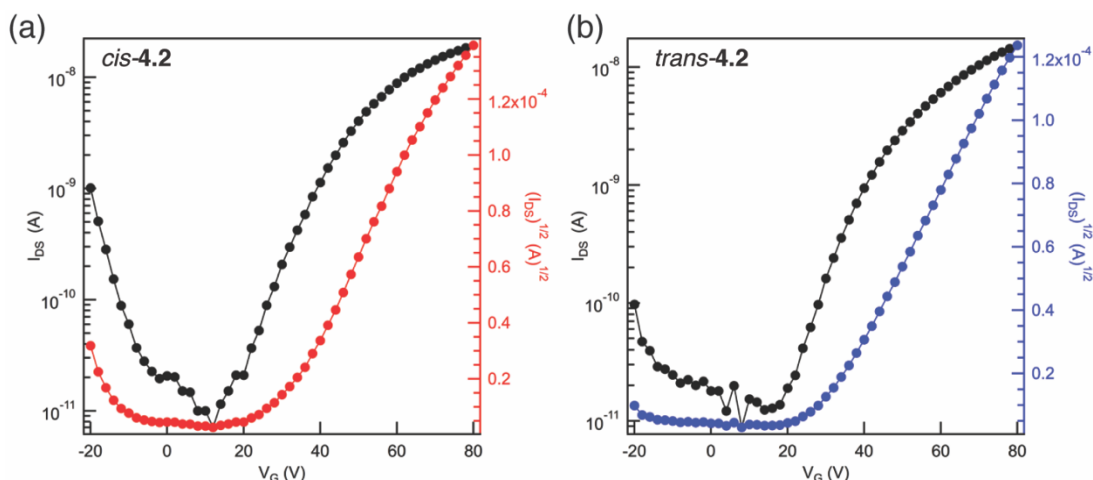 (a)
cis-4.2
10⁻⁸
10⁻⁹
10⁻¹⁰
10⁻¹¹
I_DS (A)
1.2x10⁻⁴
1.0
0.8
0.6
0.4
0.2
(I_DS)^1/2 (A)^1/2
-20 0 20 40 60 80
V_G (V)
(b)
trans-4.2
10⁻⁸
10⁻⁹
10⁻¹⁰
10⁻¹¹
I_DS (A)
1.2x10⁻⁴
1.0
0.8
0.6
0.4
0.2
(I_DS)^1/2 (A)^1/2
-20 0 20 40 60 80
V_G (V)